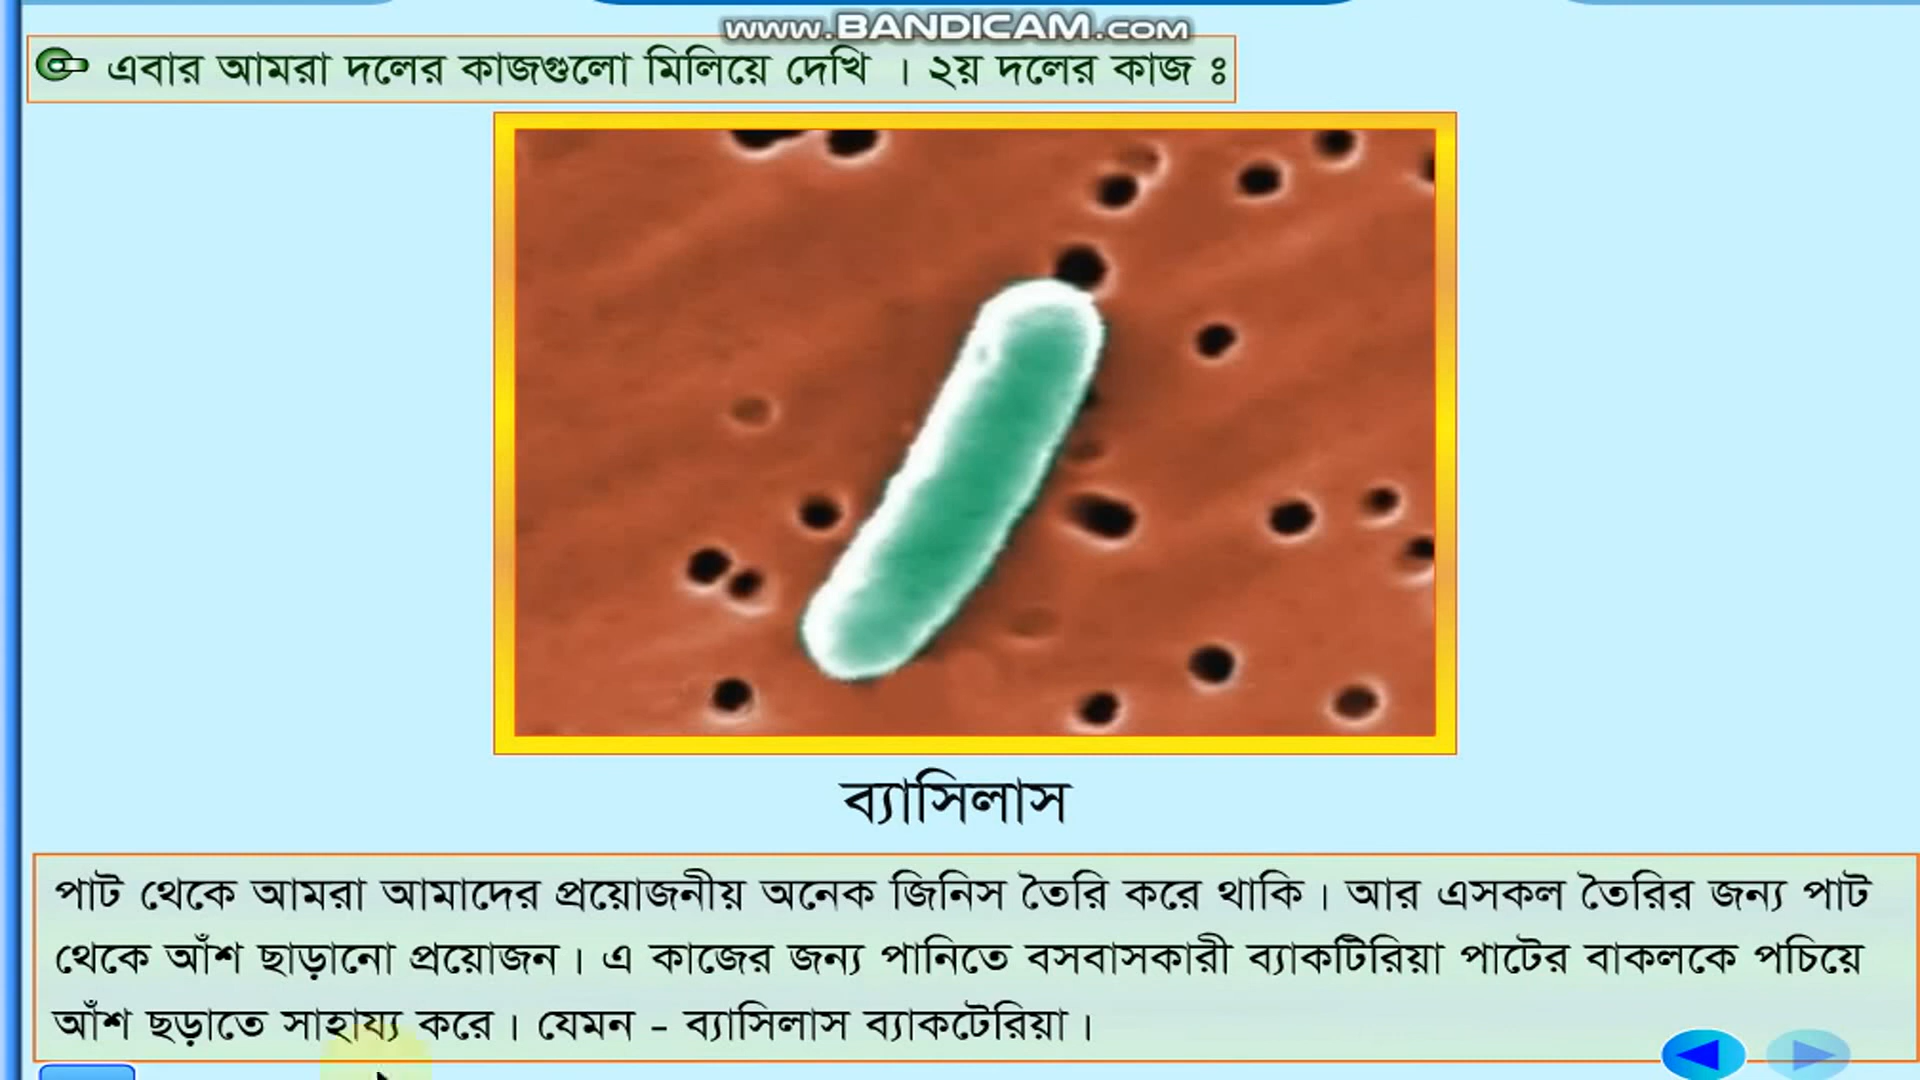 www.BANDICAM.com
এবার আমরা দলের কাজগুলো মিলিয়ে দেখি । ২য় দলের কাজ ঃ
ব্যাসিলাস
পাট থেকে আমরা আমাদের প্রয়োজনীয় অনেক জিনিস তৈরি করে থাকি । আর এসকল তৈরির জন্য পাট
থেকে আঁশ ছাড়ানো প্রয়োজন । এ কাজের জন্য পানিতে বসবাসকারী ব্যাকটিরিয়া পাটের বাকলকে পচিয়ে
আঁশ ছড়াতে সাহায্য করে । যেমন - ব্যাসিলাস ব্যাকটেরিয়া ।